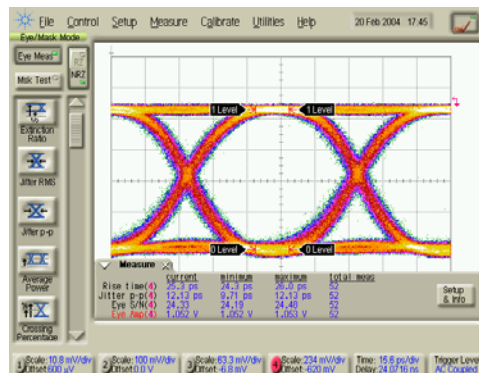 File Control Setup Measure Calibrate Utilities Help 20 Feb 2004 17:45
Eye/Mask Mode
Eye Meas
RZ
NRZ
Msk Test
Extinction Ratio
Jitter RMS
Jitter p-p
Average Power
Crossing Percentage
1 Level 1 Level
0 Level 0 Level
Measure
current minimum maximum total meas
Rise time(4) 25.3 ps 24.3 ps 26.0 ps 52
Jitter p-p(4) 12.13 ps 9.71 ps 12.13 ps 52
Eye S/N(4) 24.33 24.19 24.48 52
Eye Amp(4) 1.052 V 1.052 V 1.053 V 52
Setup & Info
1 Scale: 10.8 mV/div Offset: 600 µV
2 Scale: 100 mV/div Offset: 0.0 V
3 Scale: 63.3 mV/div Offset: -6.8 mV
4 Scale: 234 mV/div Offset: -620 mV
Time: 15.6 ps/div Delay: 24.0716 ns
Trigger Level AC Coupled